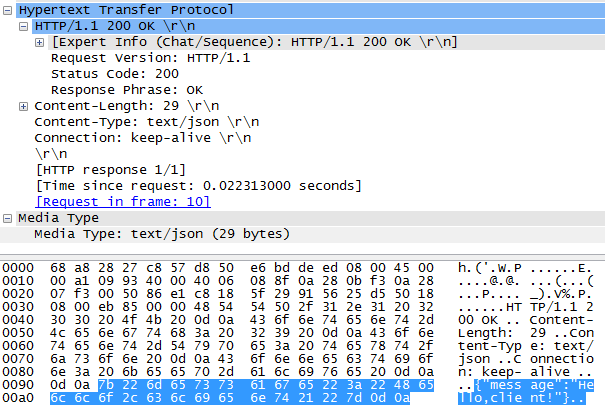 Hypertext Transfer Protocol
HTTP/1.1 200 OK \r\n
[Expert Info (Chat/Sequence): HTTP/1.1 200 OK \r\n]
Request Version: HTTP/1.1
Status Code: 200
Response Phrase: OK
Content-Length: 29 \r\n
Content-Type: text/json \r\n
Connection: keep-alive \r\n
\r\n
[HTTP response 1/1]
[Time since request: 0.022313000 seconds]
[Request in frame: 10]
Media Type
Media Type: text/json (29 bytes)
0000 68 a8 28 27 c8 57 d8 50 e6 bd de ed 08 00 45 00 h.('.W.P ......E.
0010 00 a1 09 93 40 00 40 06 08 8f 0a 28 0b f3 0a 28 ....@.@. ...(...(
0020 07 f3 00 50 86 e1 c8 18 5f 29 91 56 25 d5 50 18 ...P.... _).V%.P.
0030 08 00 eb 85 00 00 48 54 54 50 2f 31 2e 31 20 32 ......HT TP/1.1 2
0040 30 30 20 4f 4b 20 0d 0a 43 6f 6e 74 65 6e 74 2d 00 OK .. Content-
0050 4c 65 6e 67 74 68 3a 20 32 39 20 0d 0a 43 6f 6e Length: 29 ..Con
0060 74 65 6e 74 2d 54 79 70 65 3a 20 74 65 78 74 2f tent-Typ e: text/
0070 6a 73 6f 6e 20 0d 0a 43 6f 6e 6e 65 63 74 69 6f json ..C onnectio
0080 6e 3a 20 6b 65 65 70 2d 61 6c 69 76 65 20 0d 0a n: keep- alive ..
0090 0d 0a 7b 22 6d 65 73 73 61 67 65 22 3a 22 48 65 ..{"mess age":"He
00a0 6c 6c 6f 2c 63 6c 69 65 6e 74 21 22 7d 0d 0a llo,clie nt!"}..